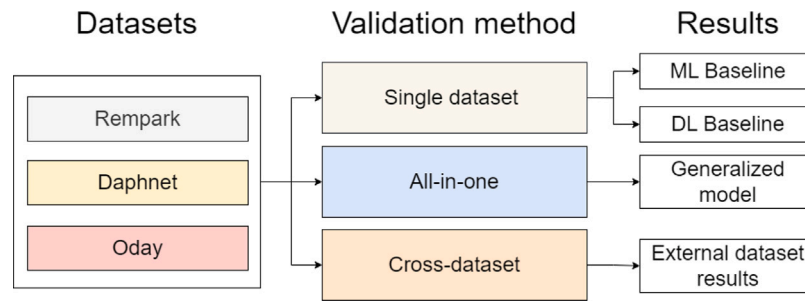 Datasets
Validation method
Results
Rempark
Daphnet
Oday
Single dataset
All-in-one
Cross-dataset
ML Baseline
DL Baseline
Generalized
model
External dataset
results